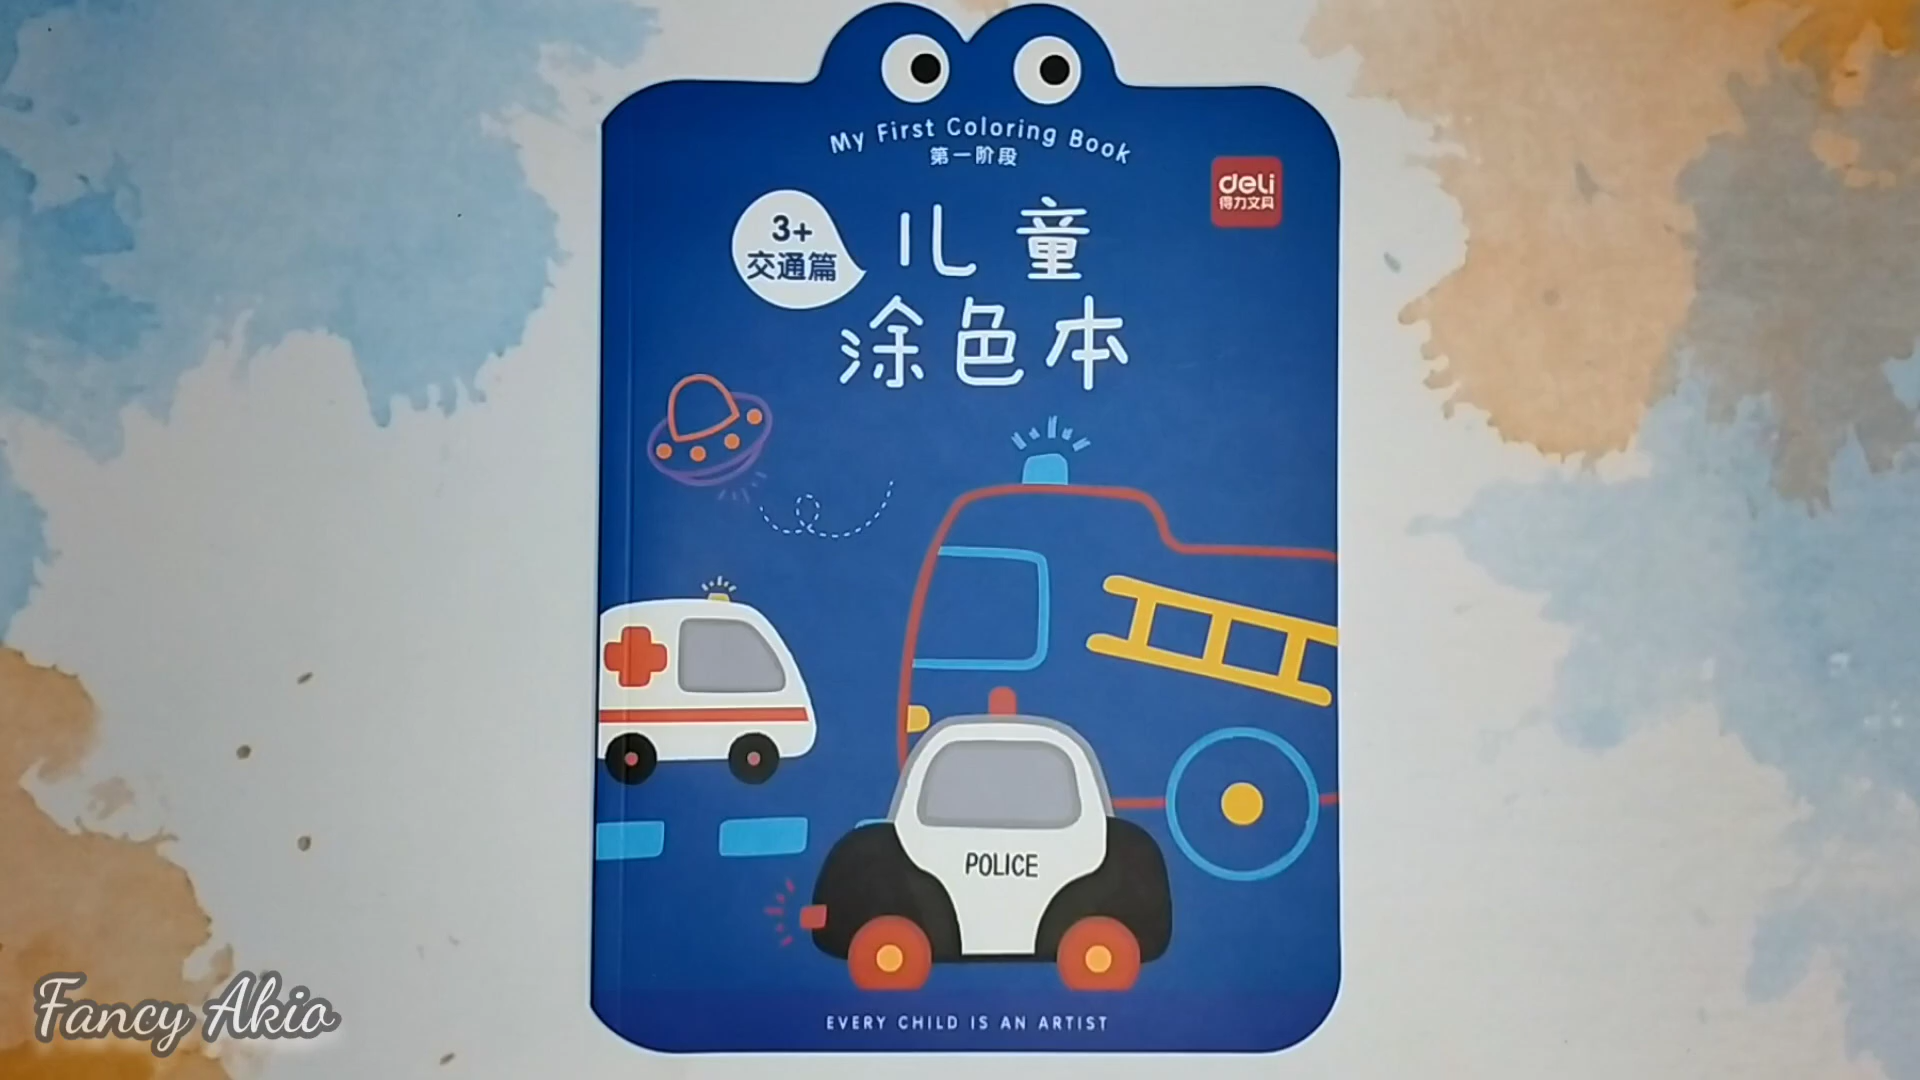 My First Coloring Book
第一阶段
deli
得力文具
3+
交通篇
儿童
涂色本
POLICE
EVERY CHILD IS AN ARTIST
Fancy Akio